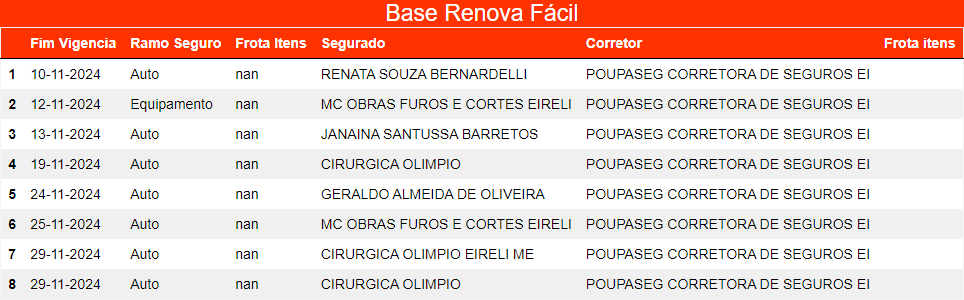 Base Renova Fácil
Fim Vigencia Ramo Seguro Frota Itens Segurado Corretor Frota itens
1 10-11-2024 Auto nan RENATA SOUZA BERNARDELLI POUPASEG CORRETORA DE SEGUROS EI
2 12-11-2024 Equipamento nan MC OBRAS FUROS E CORTES EIRELI POUPASEG CORRETORA DE SEGUROS EI
3 13-11-2024 Auto nan JANAINA SANTUSSA BARRETOS POUPASEG CORRETORA DE SEGUROS EI
4 19-11-2024 Auto nan CIRURGICA OLIMPIO POUPASEG CORRETORA DE SEGUROS EI
5 24-11-2024 Auto nan GERALDO ALMEIDA DE OLIVEIRA POUPASEG CORRETORA DE SEGUROS EI
6 25-11-2024 Auto nan MC OBRAS FUROS E CORTES EIRELI POUPASEG CORRETORA DE SEGUROS EI
7 29-11-2024 Auto nan CIRURGICA OLIMPIO EIRELI ME POUPASEG CORRETORA DE SEGUROS EI
8 29-11-2024 Auto nan CIRURGICA OLIMPIO POUPASEG CORRETORA DE SEGUROS EI